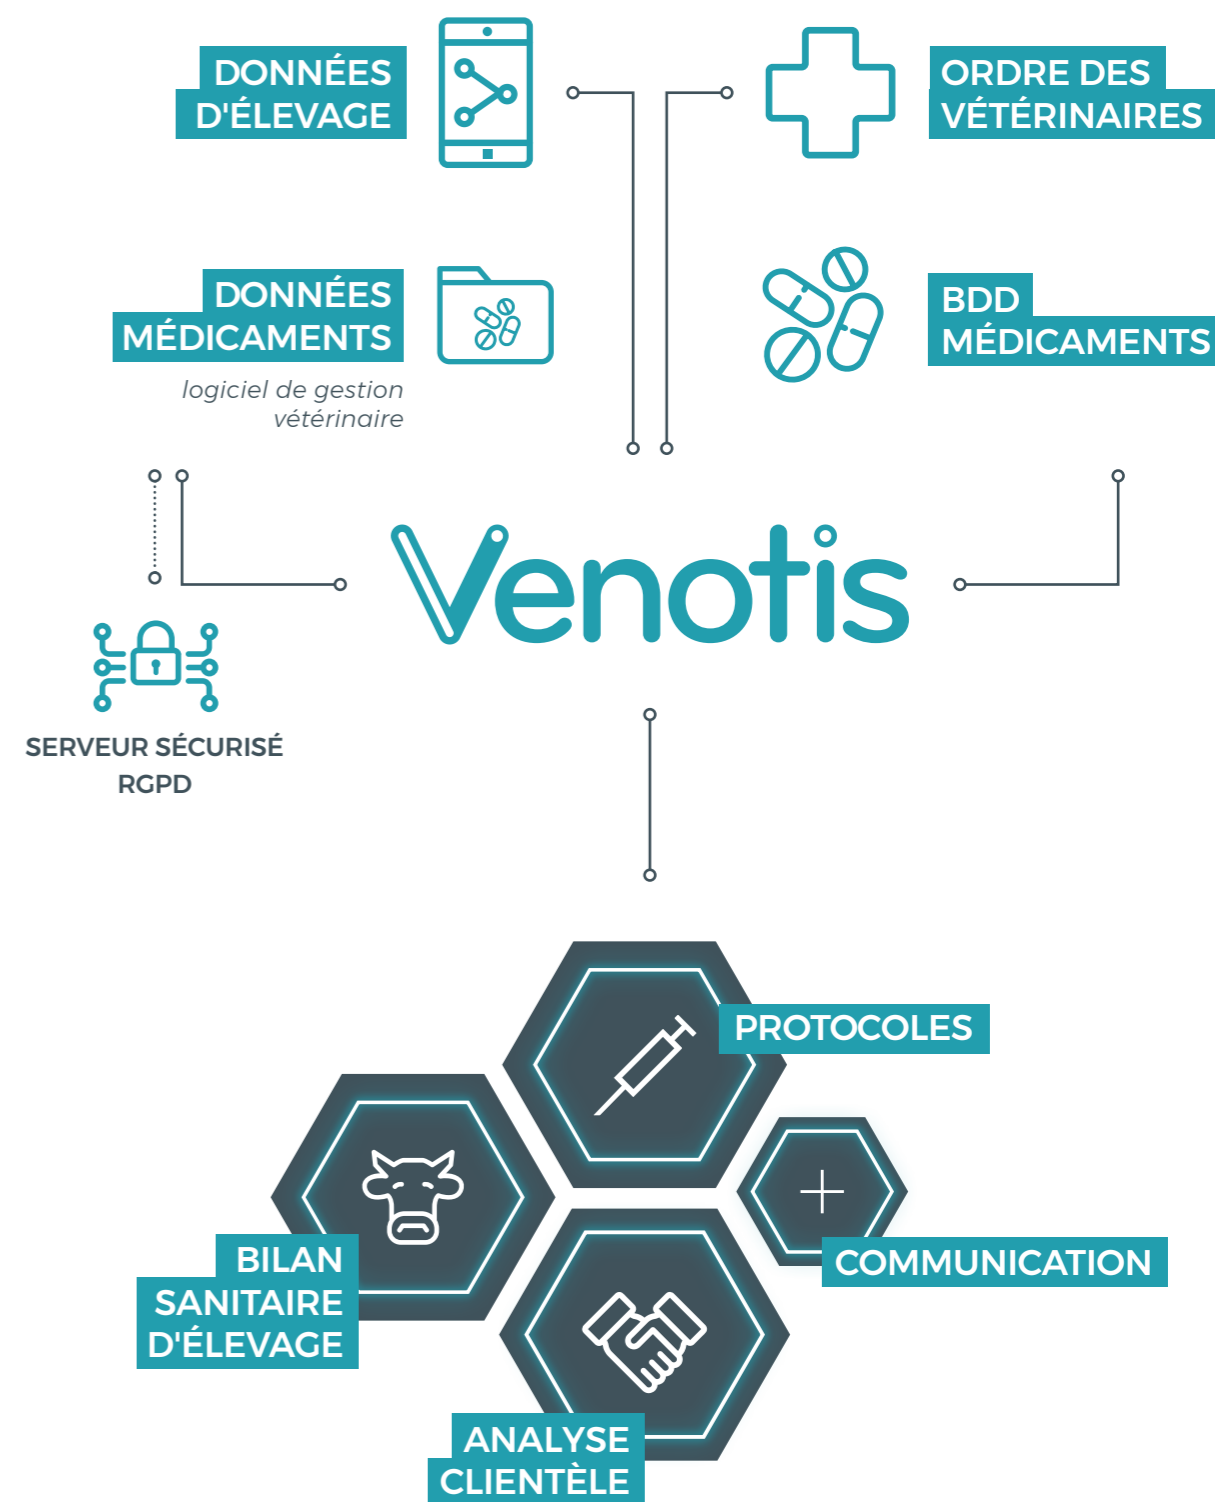 DONNÉES
D'ÉLEVAGE
ORDRE DES
VÉTÉRINAIRES
DONNÉES
MÉDICAMENTS
logiciel de gestion
vétérinaire
BDD
MÉDICAMENTS
Venotis
SERVEUR SÉCURISÉ
RGPD
PROTOCOLES
BILAN
SANITAIRE
D'ÉLEVAGE
COMMUNICATION
ANALYSE
CLIENTÈLE